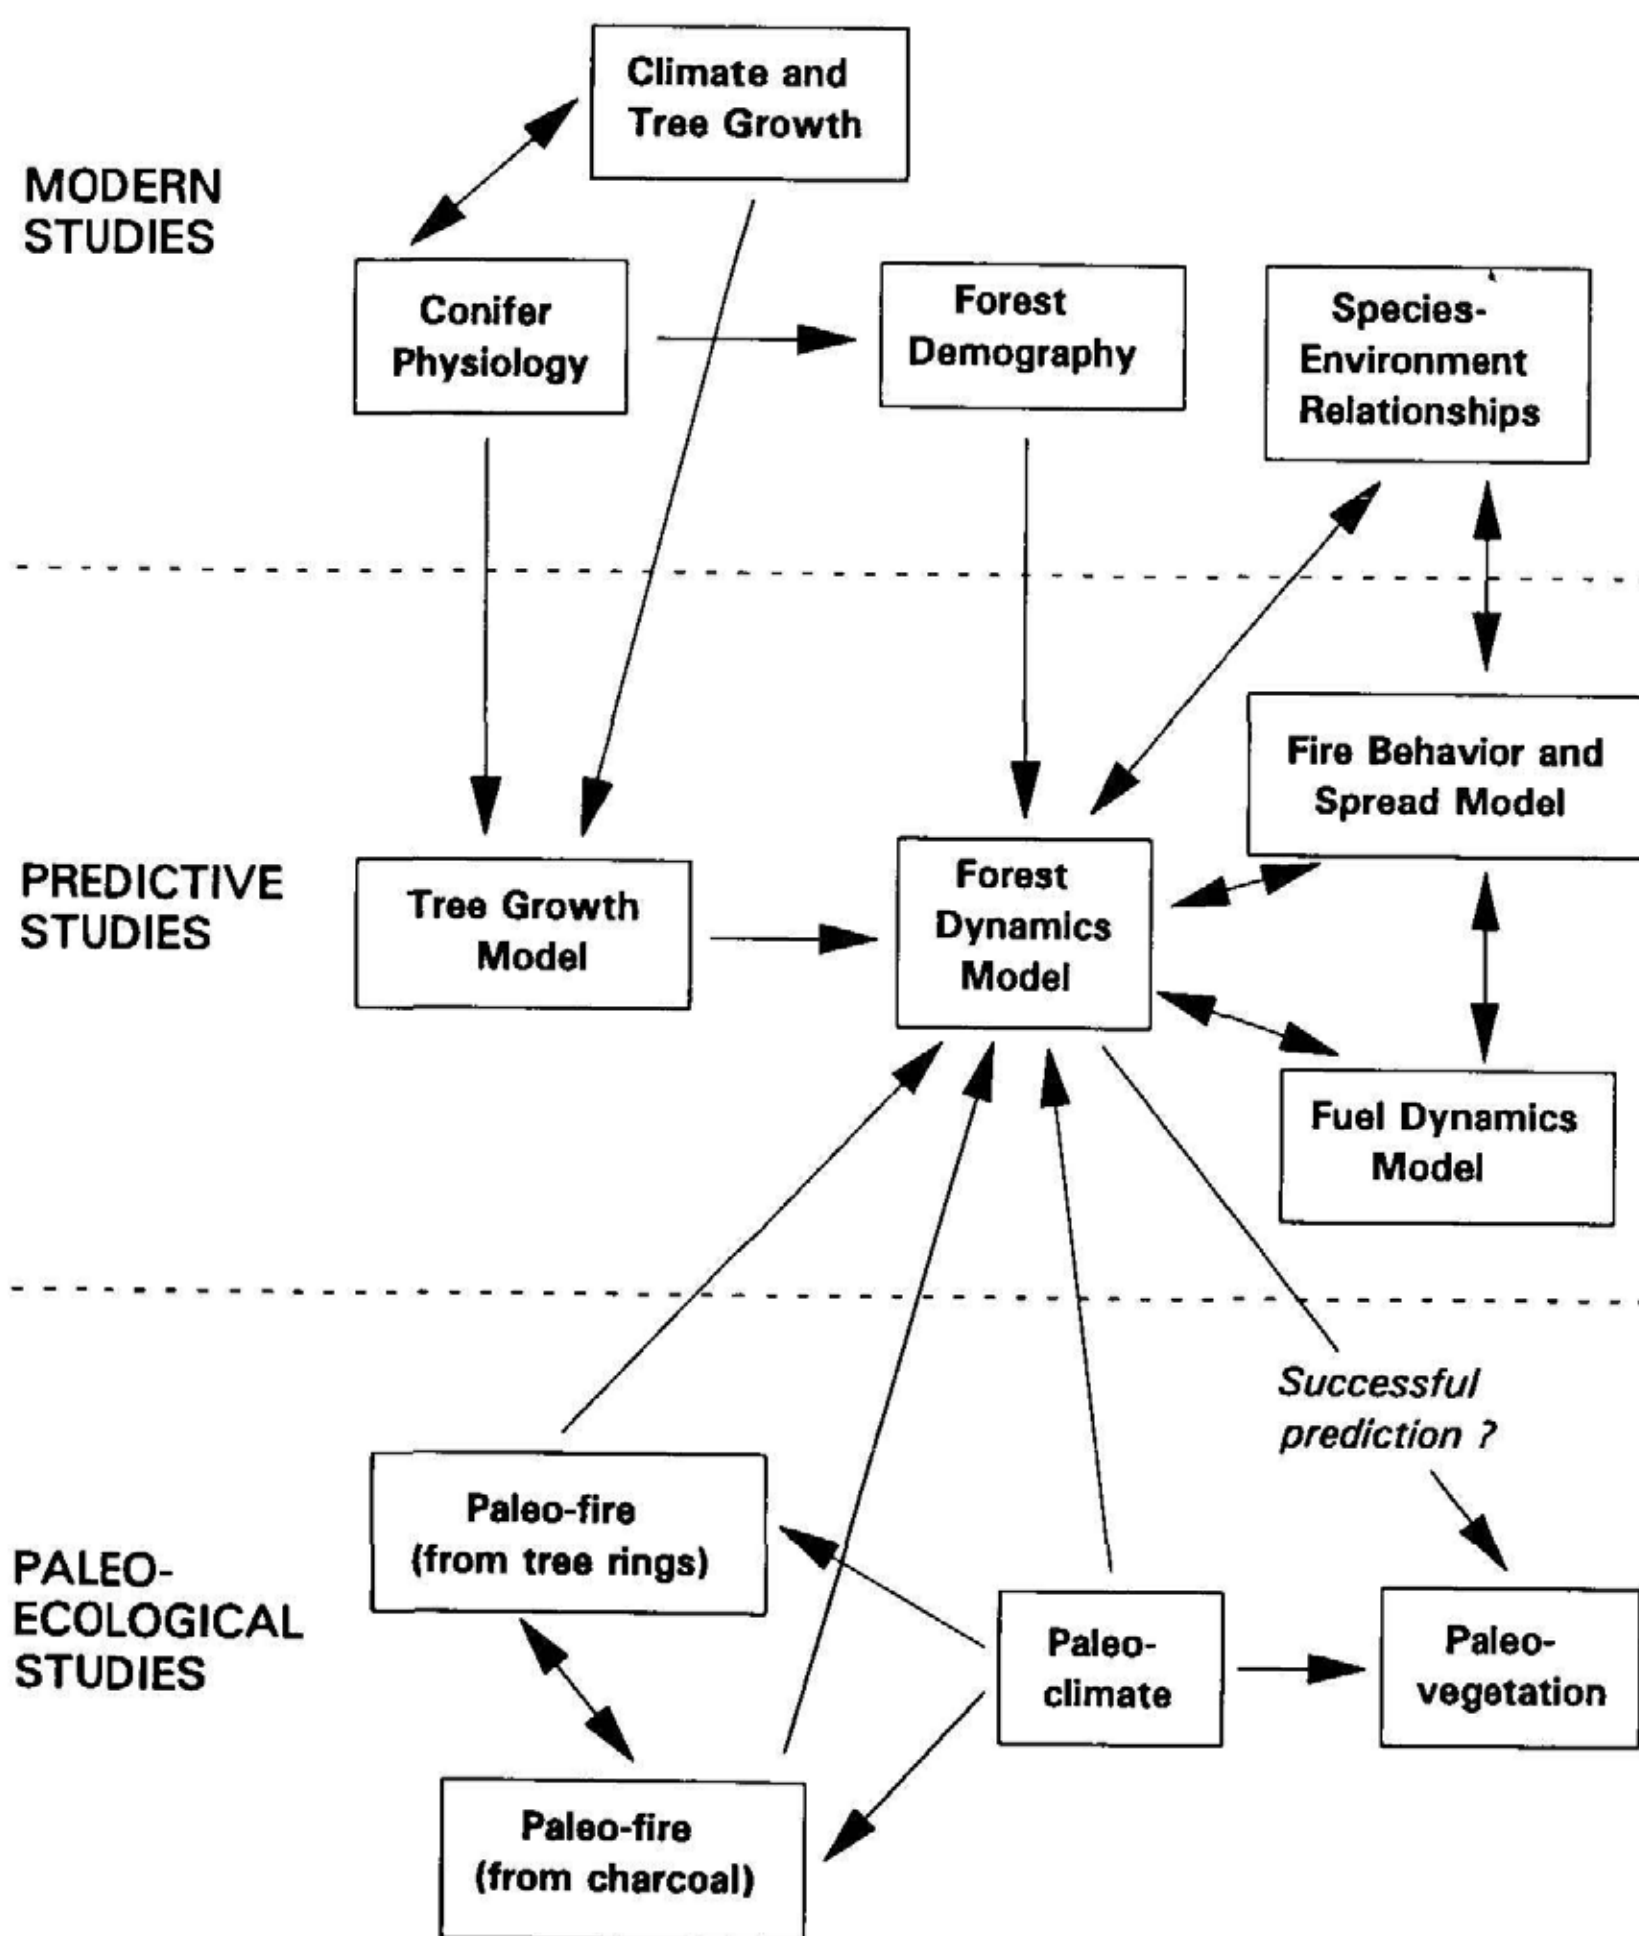 Climate and
Tree Growth
MODERN
STUDIES
Conifer
Physiology
Forest
Demography
Species-
Environment
Relationships
Fire Behavior and
Spread Model
PREDICTIVE
STUDIES
Tree Growth
Model
Forest
Dynamics
Model
Fuel Dynamics
Model
Successful
prediction ?
PALEO-
ECOLOGICAL
STUDIES
Paleo-fire
(from tree rings)
Paleo-
climate
Paleo-
vegetation
Paleo-fire
(from charcoal)